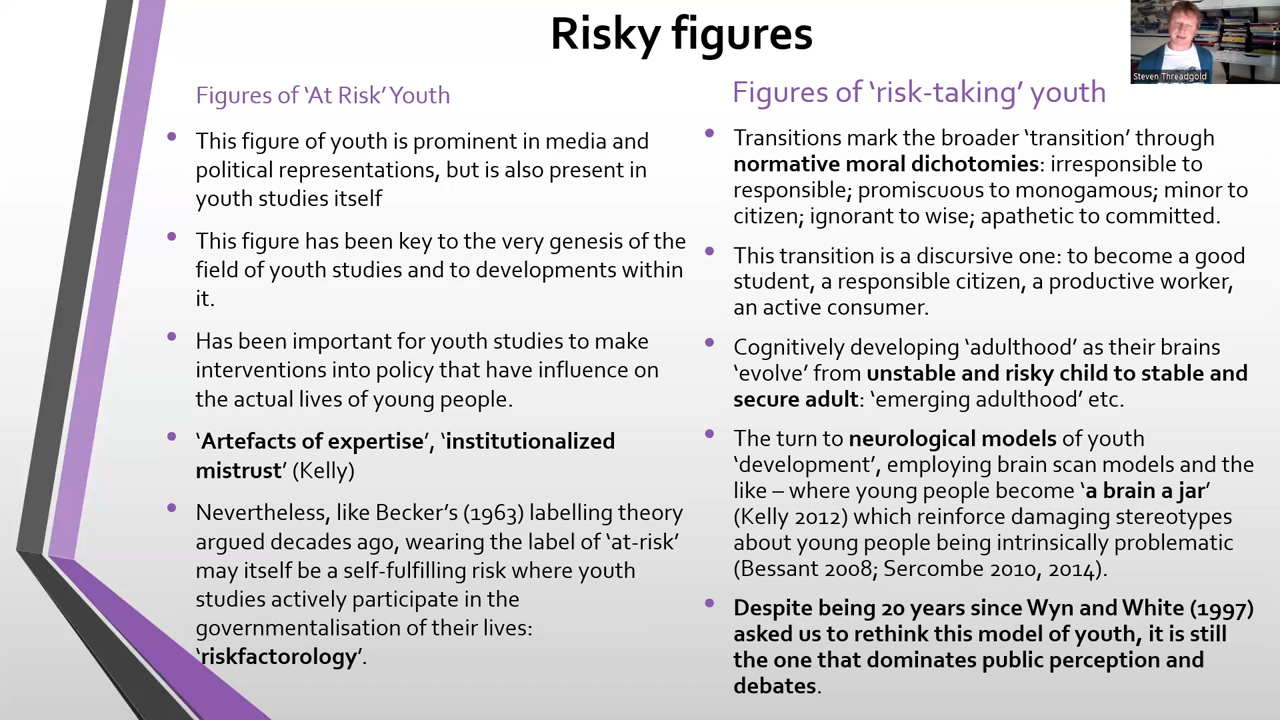 Risky figures
Steven Threadgold
Figures of ‘At Risk’ Youth
This figure of youth is prominent in media and
political representations, but is also present in
youth studies itself
This figure has been key to the very genesis of the
field of youth studies and to developments within
it.
Has been important for youth studies to make
interventions into policy that have influence on
the actual lives of young people.
‘Artefacts of expertise’, ‘institutionalized
mistrust’ (Kelly)
Nevertheless, like Becker’s (1963) labelling theory
argued decades ago, wearing the label of ‘at-risk’
may itself be a self-fulfilling risk where youth
studies actively participate in the
governmentalisation of their lives:
‘riskfactorology’.
Figures of ‘risk-taking’ youth
Transitions mark the broader ‘transition’ through
normative moral dichotomies: irresponsible to
responsible; promiscuous to monogamous; minor to
citizen; ignorant to wise; apathetic to committed.
This transition is a discursive one: to become a good
student, a responsible citizen, a productive worker,
an active consumer.
Cognitively developing ‘adulthood’ as their brains
‘evolve’ from unstable and risky child to stable and
secure adult: ‘emerging adulthood’ etc.
The turn to neurological models of youth
‘development’, employing brain scan models and the
like – where young people become ‘a brain a jar’
(Kelly 2012) which reinforce damaging stereotypes
about young people being intrinsically problematic
(Bessant 2008; Sercombe 2010, 2014).
Despite being 20 years since Wyn and White (1997)
asked us to rethink this model of youth, it is still
the one that dominates public perception and
debates.